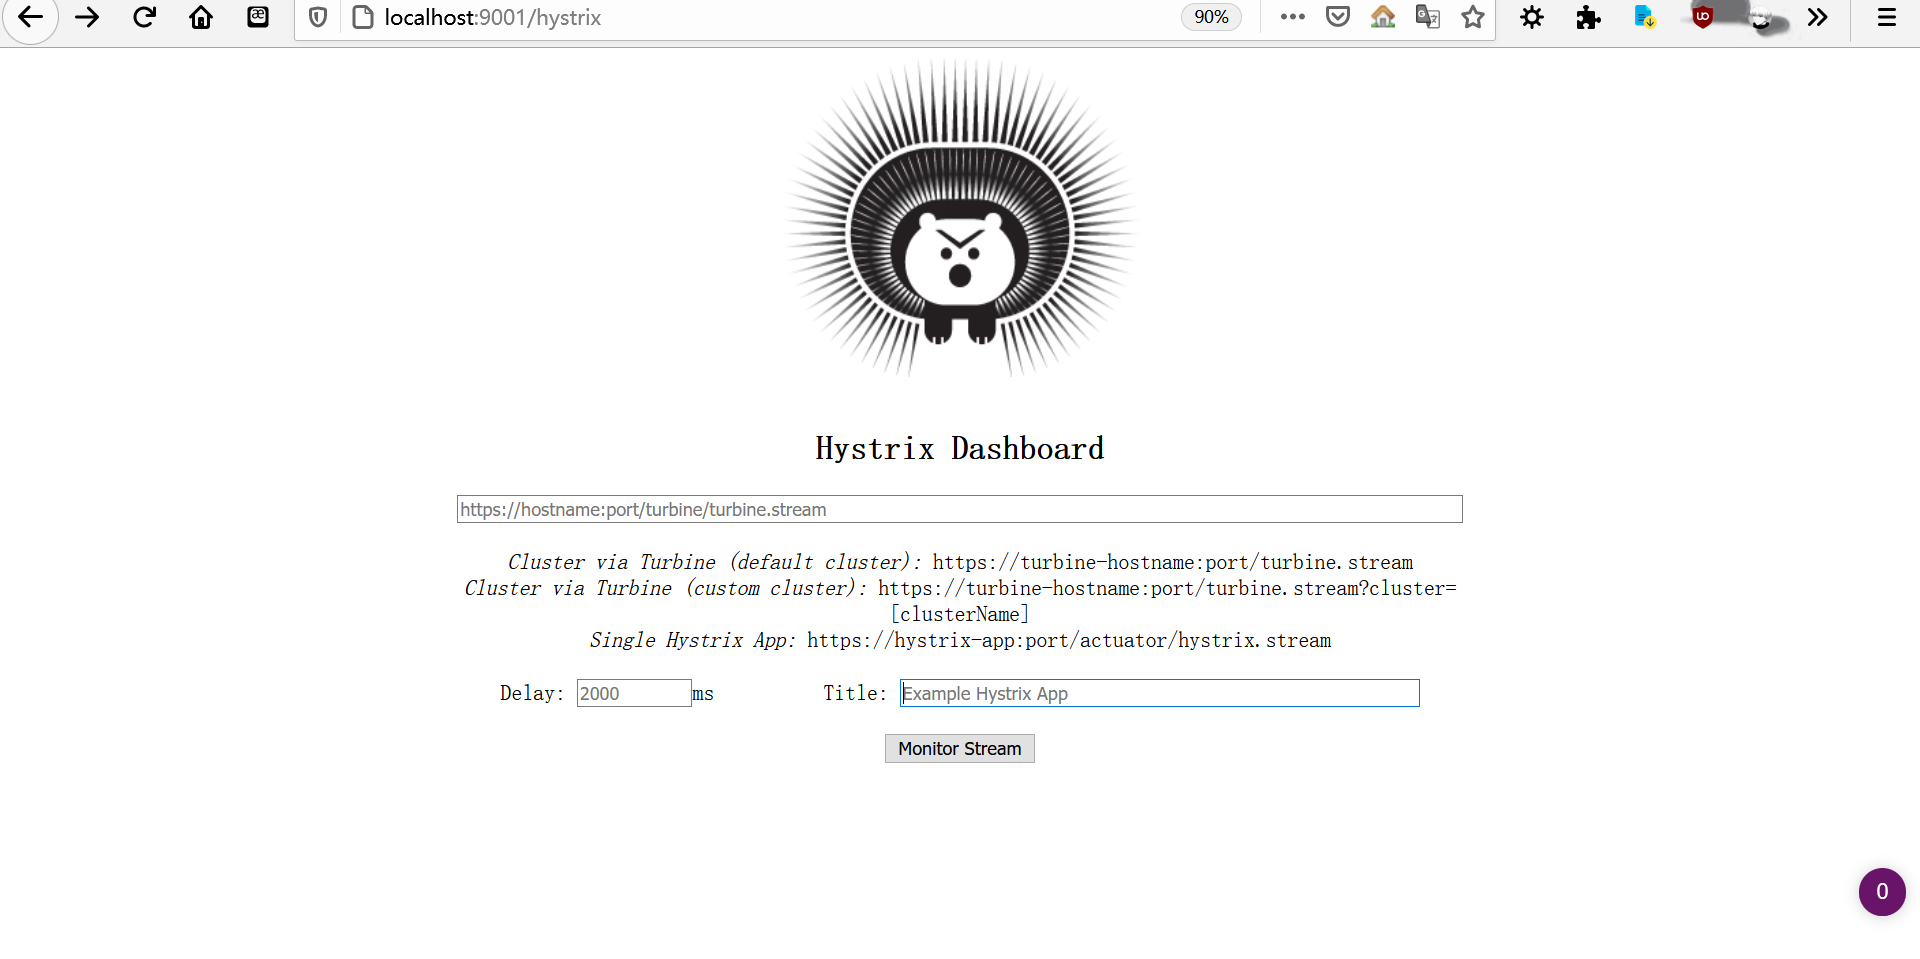 localhost:9001/hystrix
90%
Hystrix Dashboard
https://hostname:port/turbine/turbine.stream
Cluster via Turbine (default cluster): https://turbine-hostname:port/turbine.stream
Cluster via Turbine (custom cluster): https://turbine-hostname:port/turbine.stream?cluster=
[clusterName]
Single Hystrix App: https://hystrix-app:port/actuator/hystrix.stream
Delay: 2000ms Title: Example Hystrix App
Monitor Stream
0